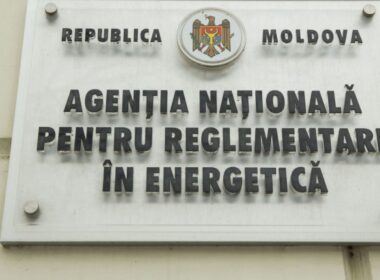 REPUBLICA MOLDOVA
AGENȚIA NAȚIONALĂ
PENTRU REGLEMENTARE
ÎN ENERGETICĂ